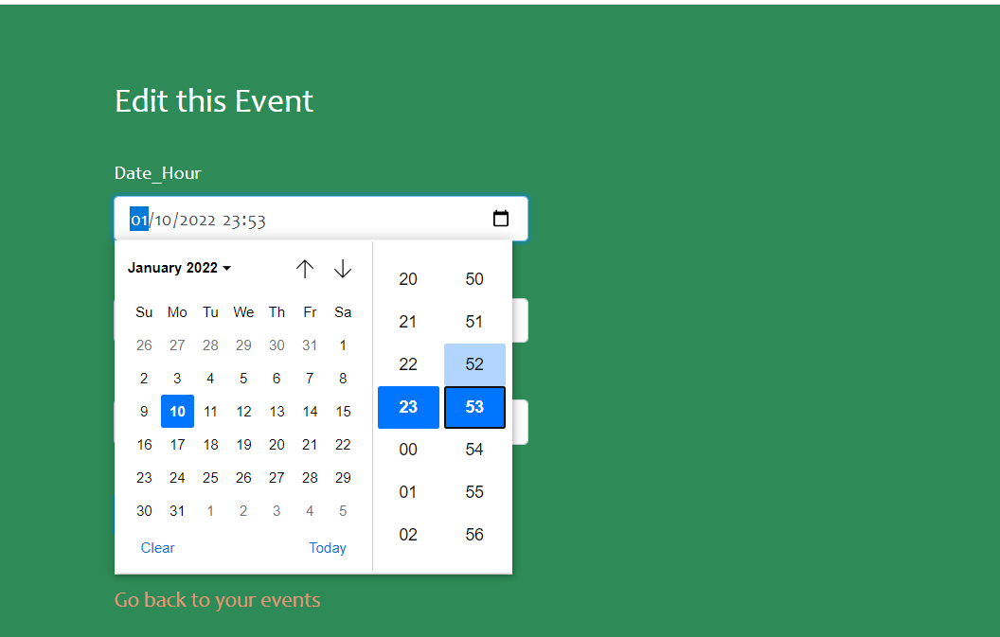 Edit this Event
Date_Hour
01/10/2022 23:53
January 2022
Su Mo Tu We Th Fr Sa
26 27 28 29 30 31 1
2 3 4 5 6 7 8
9 10 11 12 13 14 15
16 17 18 19 20 21 22
23 24 25 26 27 28 29
30 31 1 2 3 4 5
Clear Today
20 50
21 51
22 52
23 53
00 54
01 55
02 56
Go back to your events